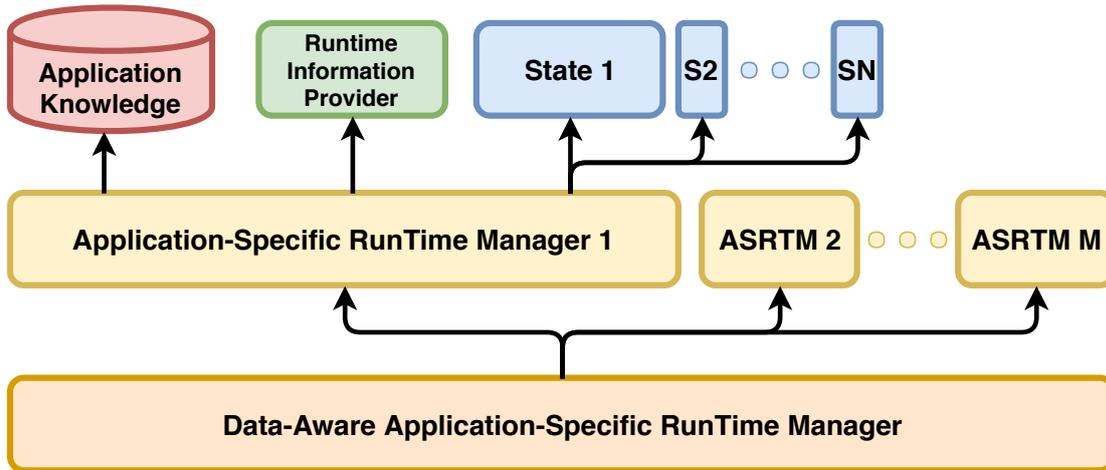 Application
Knowledge
Runtime
Information
Provider
State 1
S2
SN
Application-Specific RunTime Manager 1
ASRTM 2
ASRTM M
Data-Aware Application-Specific RunTime Manager